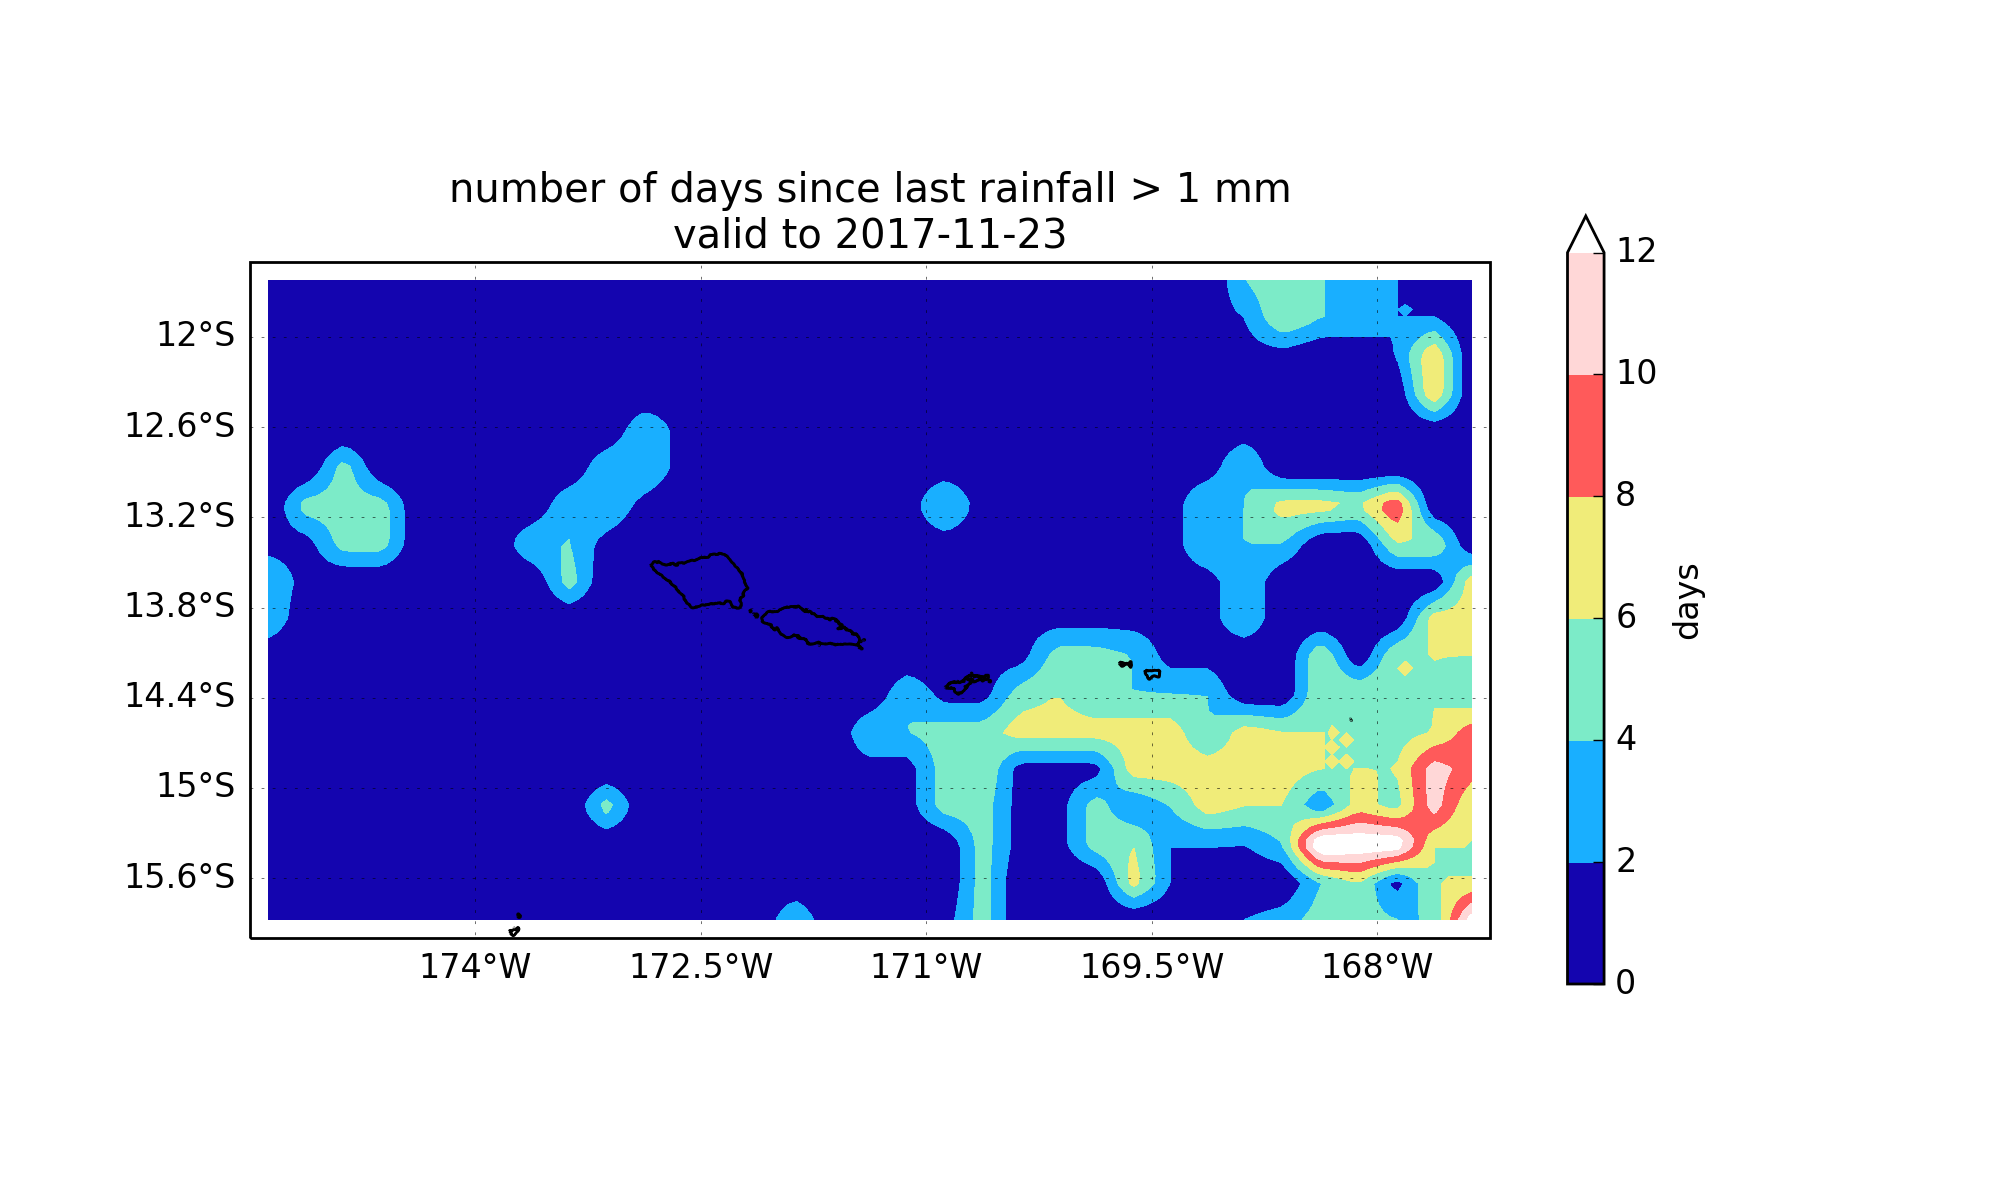 number of days since last rainfall > 1 mm
valid to 2017-11-23
12°S
12.6°S
13.2°S
13.8°S
14.4°S
15°S
15.6°S
174°W
172.5°W
171°W
169.5°W
168°W
12
10
8
6
4
2
0
days